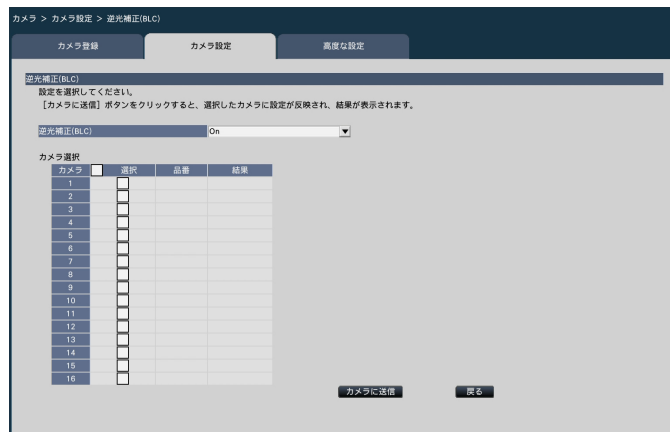 カメラ > カメラ設定 > 逆光補正(BLC)
カメラ登録 カメラ設定 高度な設定
逆光補正(BLC)
設定を選択してください。
［カメラに送信］ボタンをクリックすると、選択したカメラに設定が反映され、結果が表示されます。
逆光補正(BLC) On
カメラ選択
カメラ 選択 品番 結果
1
2
3
4
5
6
7
8
9
10
11
12
13
14
15
16
カメラに送信 戻る